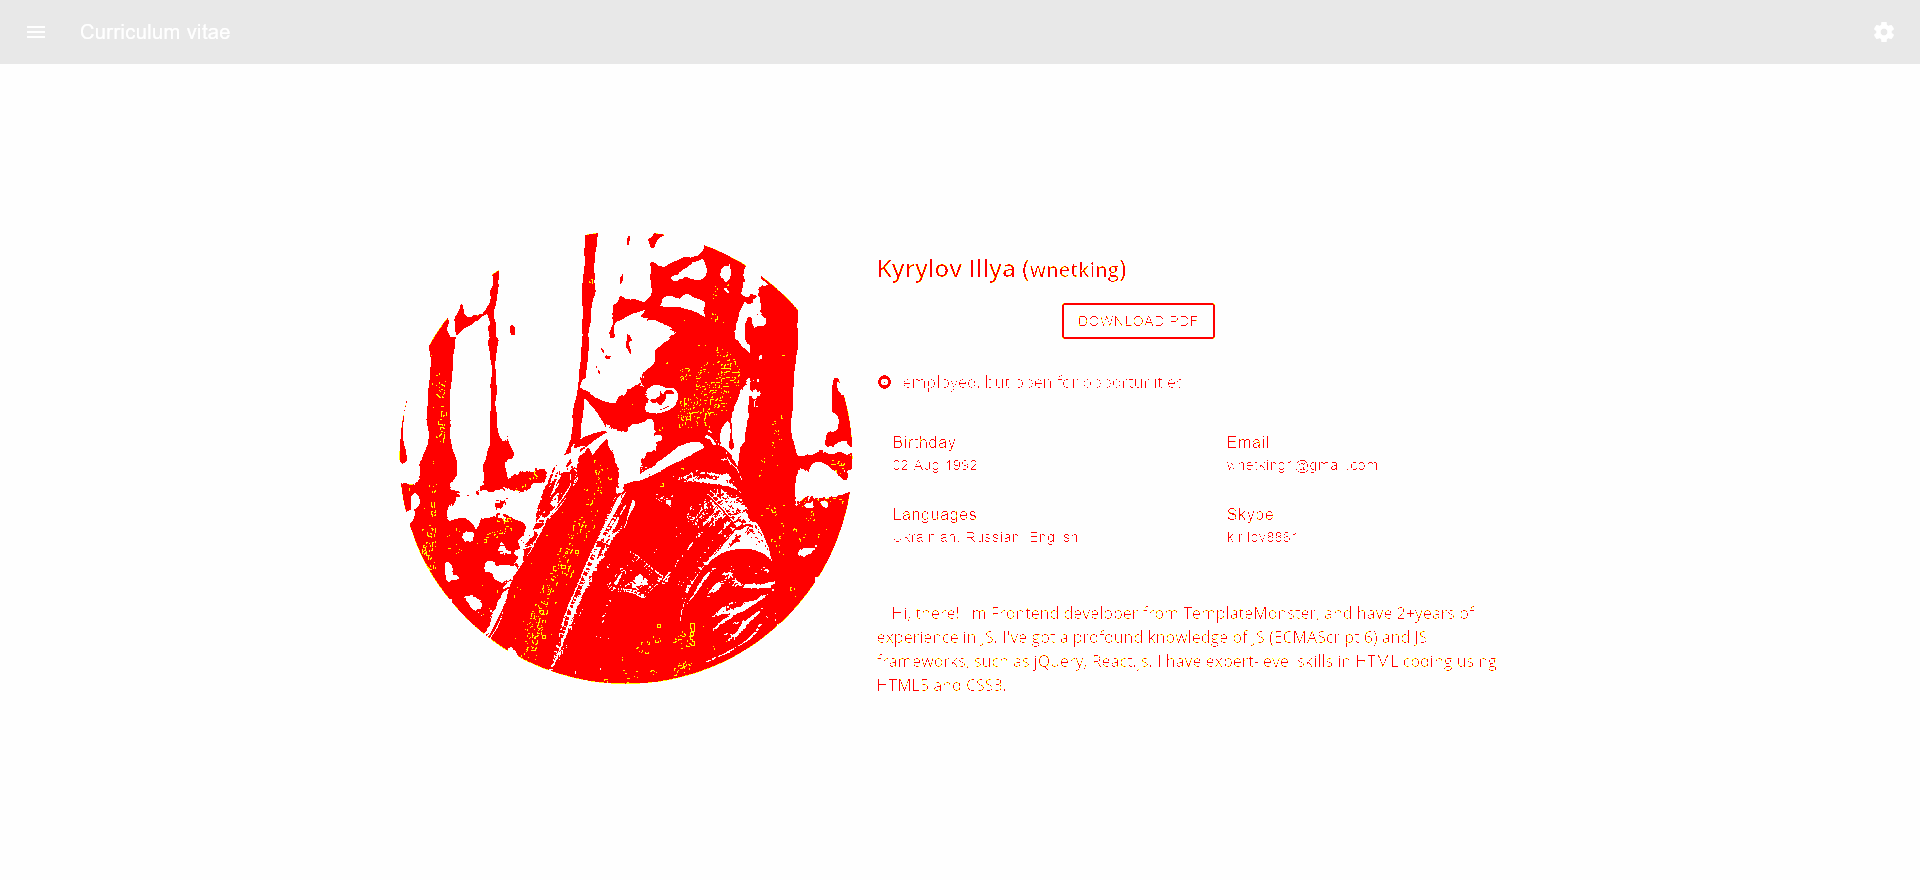 Curriculum vitae
Kyrylov Illya (wnetking)
DOWNLOAD PDF
employed, but open for opportunities
Birthday
02 Aug 1992
Email
@gmail.com
Languages
Ukrainian, Russian, English
Skype
Hi, there! I'm Frontend developer from TemplateMonster, and have 2+years of
experience in JS. I've got a profound knowledge of JS (ECMAScript 6) and JS
frameworks, such as jQuery, React.js. I have expert-level skills in HTML coding using
HTML5 and CSS3.